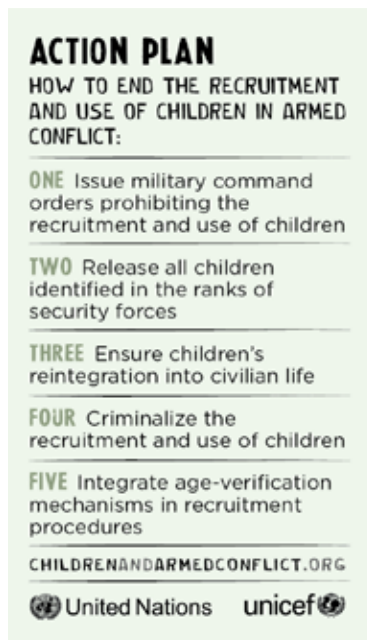 ACTION PLAN
HOW TO END THE RECRUITMENT
AND USE OF CHILDREN IN ARMED
CONFLICT:
ONE Issue military command
orders prohibiting the
recruitment and use of children
TWO Release all children
identified in the ranks of
security forces
THREE Ensure children's
reintegration into civilian life
FOUR Criminalize the
recruitment and use of children
FIVE Integrate age-verification
mechanisms in recruitment
procedures
CHILDRENANDARMEDCONFLICT.ORG
United Nations unicef